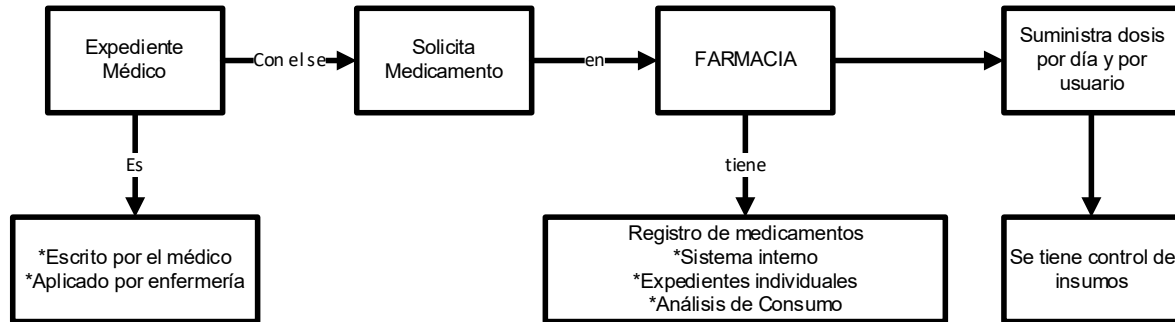 Expediente
Médico
Con el se
Solicita
Medicamento
en
FARMACIA
Suministra dosis
por día y por
usuario
Es
tiene
*Escrito por el médico
*Aplicado por enfermería
Registro de medicamentos
*Sistema interno
*Expedientes individuales
*Análisis de Consumo
Se tiene control de
insumos